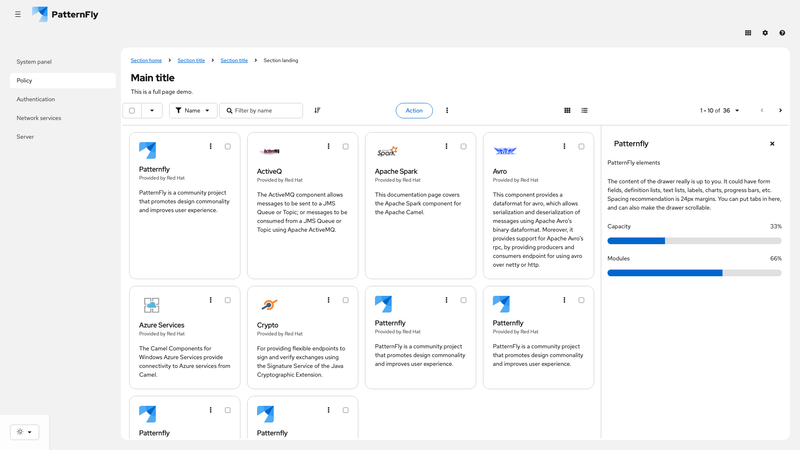 PatternFly
System panel
Policy
Authentication
Network services
Server
Section home
Section title
Section title
Section landing
Main title
This is a full page demo.
Name
Filter by name
Action
1 - 10 of 36
Patternfly
Provided by Red Hat
PatternFly is a community project
that promotes design commonality
and improves user experience.
ActiveQ
Provided by Red Hat
The ActiveMQ component allows
messages to be sent to a JMS
Queue or Topic; or messages to be
consumed from a JMS Queue or
Topic using Apache ActiveMQ.
Spark
Apache Spark
Provided by Red Hat
This documentation page covers
the Apache Spark component for
the Apache Camel.
Avro
Provided by Red Hat
This component provides a
dataformat for avro, which allows
serialization and deserialization of
messages using Apache Avro's
binary dataformat. Moreover, it
provides support for Apache Avro's
rpc, by providing producers and
consumers endpoint for using avro
over netty or http.
Azure Services
Provided by Red Hat
The Camel Components for
Windows Azure Services provide
connectivity to Azure services from
Camel.
Crypto
Provided by Red Hat
For providing flexible endpoints to
sign and verify exchanges using
the Signature Service of the Java
Cryptographic Extension.
Patternfly
Provided by Red Hat
PatternFly is a community project
that promotes design commonality
and improves user experience.
Patternfly
Provided by Red Hat
PatternFly is a community project
that promotes design commonality
and improves user experience.
Patternfly
Patternfly
Patternfly
PatternFly elements
The content of the drawer really is up to you. It could have form
fields, definition lists, text lists, labels, charts, progress bars, etc.
Spacing recommendation is 24px margins. You can put tabs in here,
and can also make the drawer scrollable.
Capacity 33%
Modules 66%